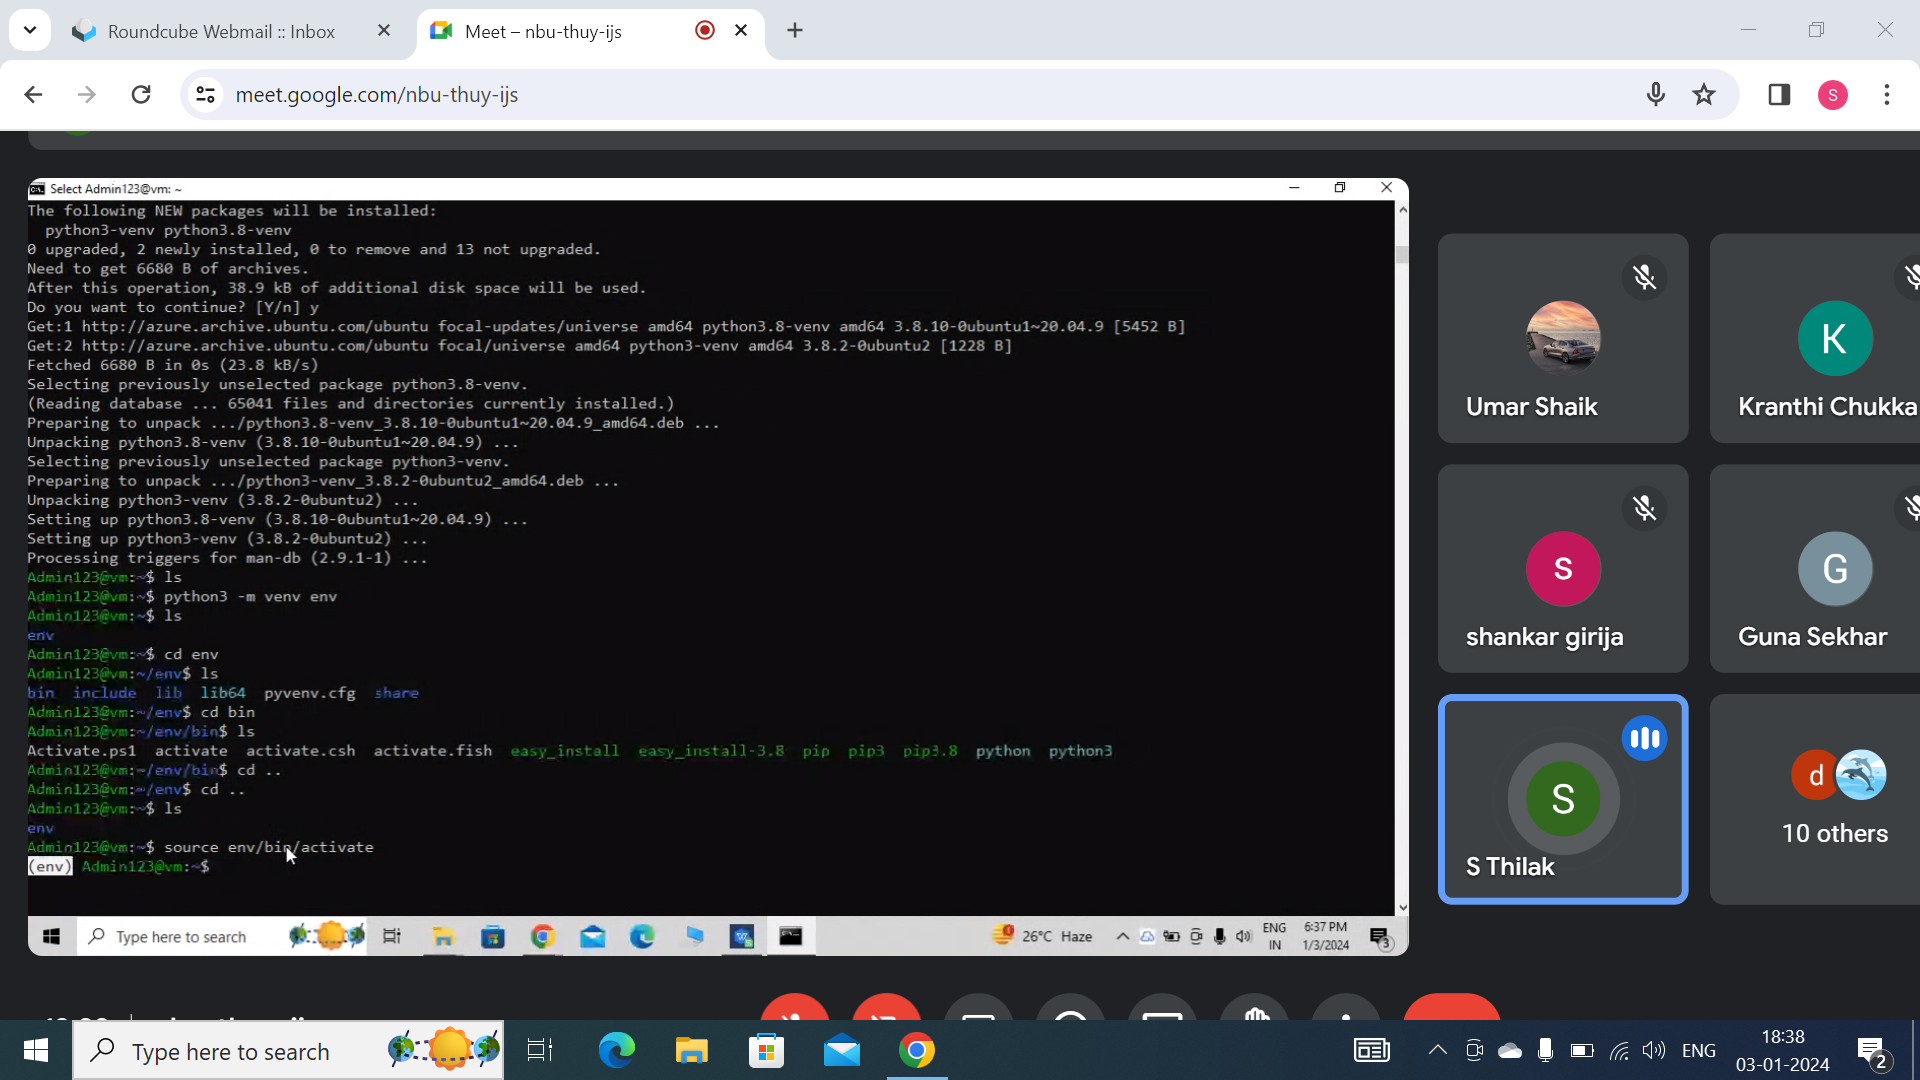 Roundcube Webmail :: Inbox
Meet – nbu-thuy-ijs
meet.google.com/nbu-thuy-ijs
S
Select Admin123@vm: ~
The following NEW packages will be installed:
python3-venv python3.8-venv
0 upgraded, 2 newly installed, 0 to remove and 13 not upgraded.
Need to get 6680 B of archives.
After this operation, 38.9 kB of additional disk space will be used.
Do you want to continue? [Y/n] y
Get:1 http://azure.archive.ubuntu.com/ubuntu focal-updates/universe amd64 python3.8-venv amd64 3.8.10-0ubuntu1~20.04.9 [5452 B]
Get:2 http://azure.archive.ubuntu.com/ubuntu focal/universe amd64 python3-venv amd64 3.8.2-0ubuntu2 [1228 B]
Fetched 6680 B in 0s (23.8 kB/s)
Selecting previously unselected package python3.8-venv.
(Reading database ... 65041 files and directories currently installed.)
Preparing to unpack .../python3.8-venv_3.8.10-0ubuntu1~20.04.9_amd64.deb ...
Unpacking python3.8-venv (3.8.10-0ubuntu1~20.04.9) ...
Selecting previously unselected package python3-venv.
Preparing to unpack .../python3-venv_3.8.2-0ubuntu2_amd64.deb ...
Unpacking python3-venv (3.8.2-0ubuntu2) ...
Setting up python3.8-venv (3.8.10-0ubuntu1~20.04.9) ...
Setting up python3-venv (3.8.2-0ubuntu2) ...
Processing triggers for man-db (2.9.1-1) ...
Admin123@vm:~$ ls
Admin123@vm:~$ python3 -m venv env
Admin123@vm:~$ ls
env
Admin123@vm:~$ cd env
Admin123@vm:~/env$ ls
bin include lib lib64 pyvenv.cfg share
Admin123@vm:~/env$ cd bin
Admin123@vm:~/env/bin$ ls
Activate.ps1 activate activate.csh activate.fish easy_install easy_install-3.8 pip pip3 pip3.8 python python3
Admin123@vm:~/env/bin$ cd ..
Admin123@vm:~/env$ cd ..
Admin123@vm:~$ ls
env
Admin123@vm:~$ source env/bin/activate
(env) Admin123@vm:~$
Type here to search
26°C Haze
ENG
IN
6:37 PM
1/3/2024
3
Umar Shaik
K
Kranthi Chukka
S
shankar girija
G
Guna Sekhar
S
S Thilak
d
10 others
Type here to search
ENG
18:38
03-01-2024
2